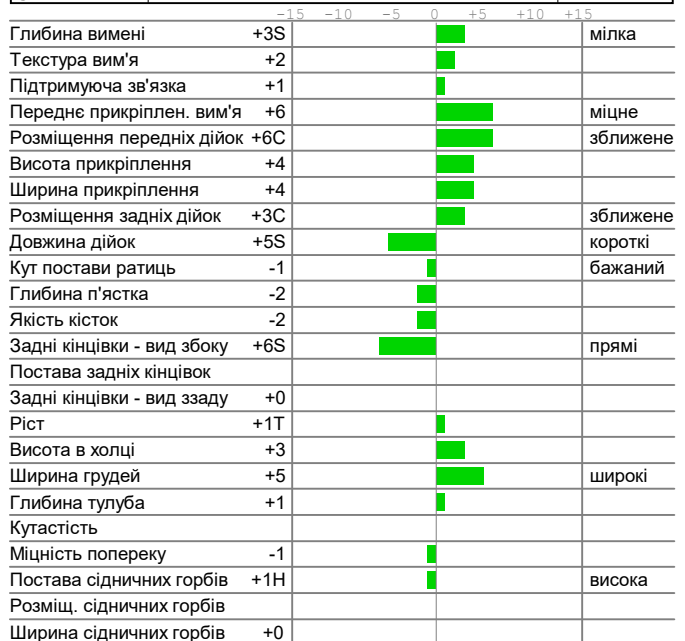 -15 -10 -5 0 +5 +10 +15
Глибина вимені +3S мілка
Текстура вим'я +2
Підтримуюча зв'язка +1
Переднє прикріплен. вим'я +6 міцне
Розміщення передніх дійок +6C зближене
Висота прикріплення +4
Ширина прикріплення +4
Розміщення задніх дійок +3C зближене
Довжина дійок +5S короткі
Кут постави ратиць -1 бажаний
Глибина п'ястка -2
Якість кісток -2
Задні кінцівки - вид збоку +6S прямі
Постава задніх кінцівок
Задні кінцівки - вид ззаду +0
Ріст +1T
Висота в холці +3
Ширина грудей +5 широкі
Глибина тулуба +1
Кутастість
Міцність попереку -1
Постава сідничних горбів +1H висока
Розміщ. сідничних горбів
Ширина сідничних горбів +0